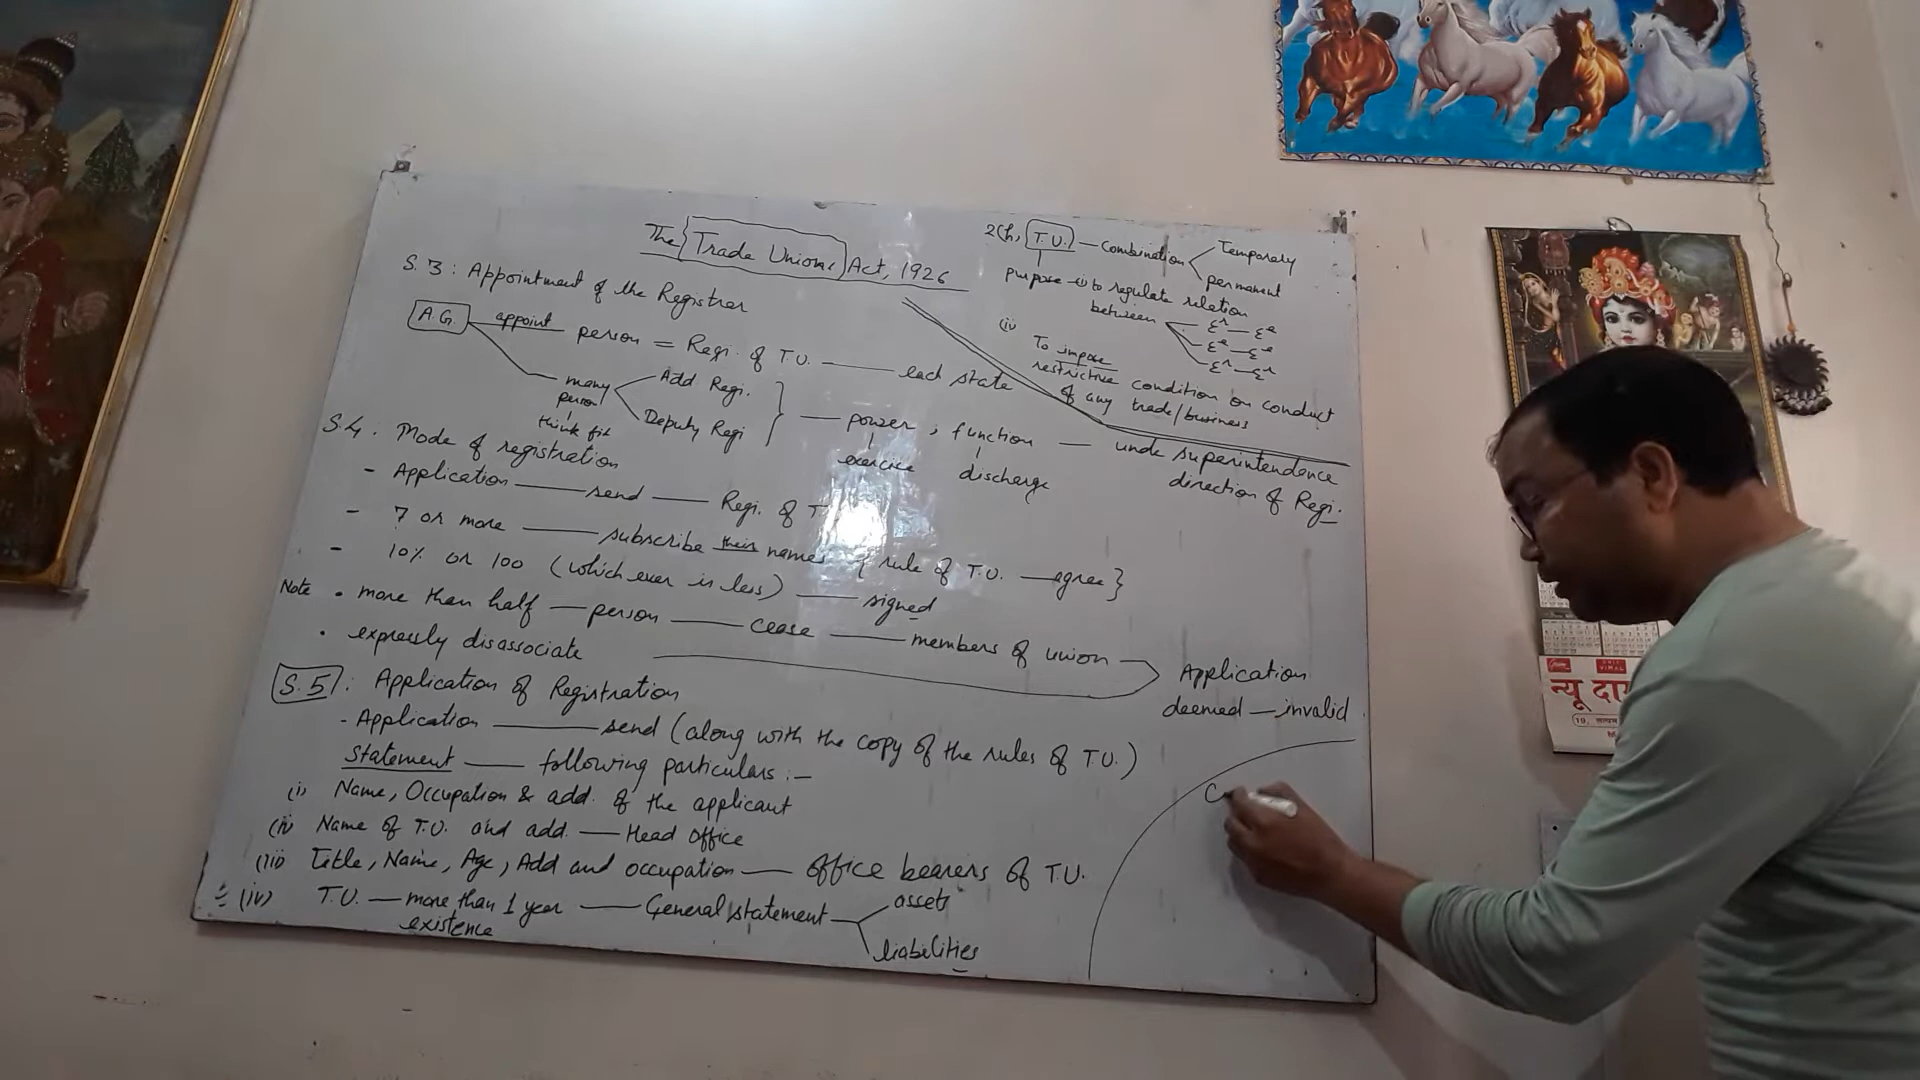 The Trade Unions Act, 1926
S.3 : Appointment of the Registrar
A.G. appoint person = Regi. of T.U. — each state
many person think fit
Add Regi.
Deputy Regi
power, function — unde superintendence
exercise discharge direction of Regi.
2(h) T.U. — Combination
Temporary
permanent
purpose (i) to regulate relation
between
(ii) To impose
restrictive condition on conduct
of any trade/business
S.4 : Mode of registration
- Application — send — Regi. of T
- 7 or more — subscribe their names { rule of T.U. — agree }
- 10% or 100 (which ever is less) — signed
Note • more than half — person — cease — members of union
• expressly disassociate
Application
deemed — invalid
S.5 : Application of Registration
- Application — send (along with the copy of the rules of T.U.)
Statement — following particulars :-
(i) Name, Occupation & add. of the applicant
(ii) Name of T.U. and add. — Head office
(iii) Title, Name, Age, Add and occupation — office bearers of T.U.
(iv) T.U. — more than 1 year — General statement
existence
assets
liabilities
C
न्यू